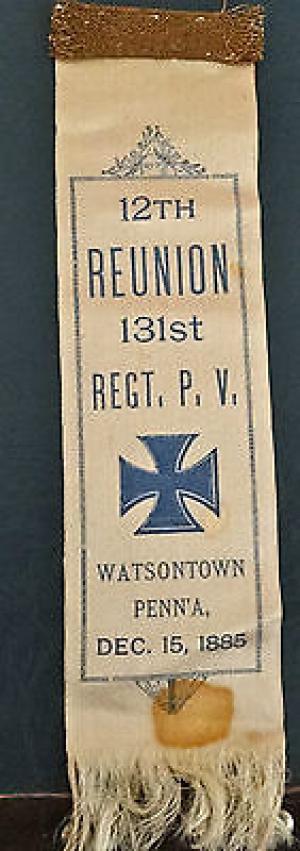 12TH
REUNION
131st
REGT. P. V.
WATSONTOWN
PENN'A,
DEC. 15, 1885